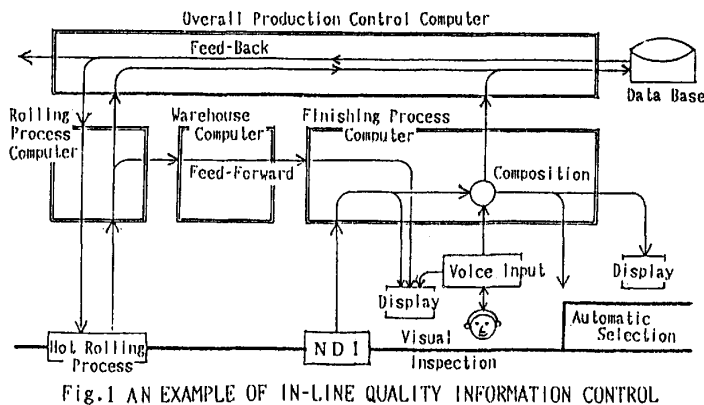 Overall Production Control Computer
Feed-Back
Data Base
Rolling
Process
Computer
Warehouse
Computer
Finishing Process
Computer
Feed-Forward
Composition
Voice Input
Display
Display
Hot Rolling
Process
NDI
Visual
Inspection
Automatic
Selection
Fig.1 AN EXAMPLE OF IN-LINE QUALITY INFORMATION CONTROL